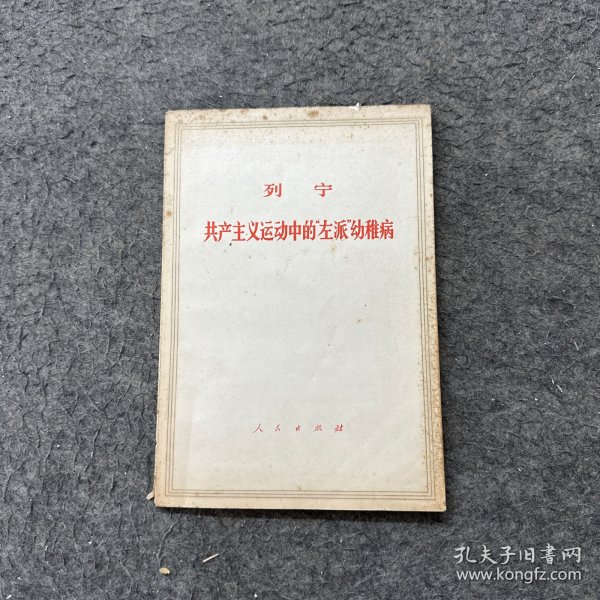 列 宁
共产主义运动中的“左派”幼稚病
人民出版社
孔夫子旧书网
www.kongfz.com